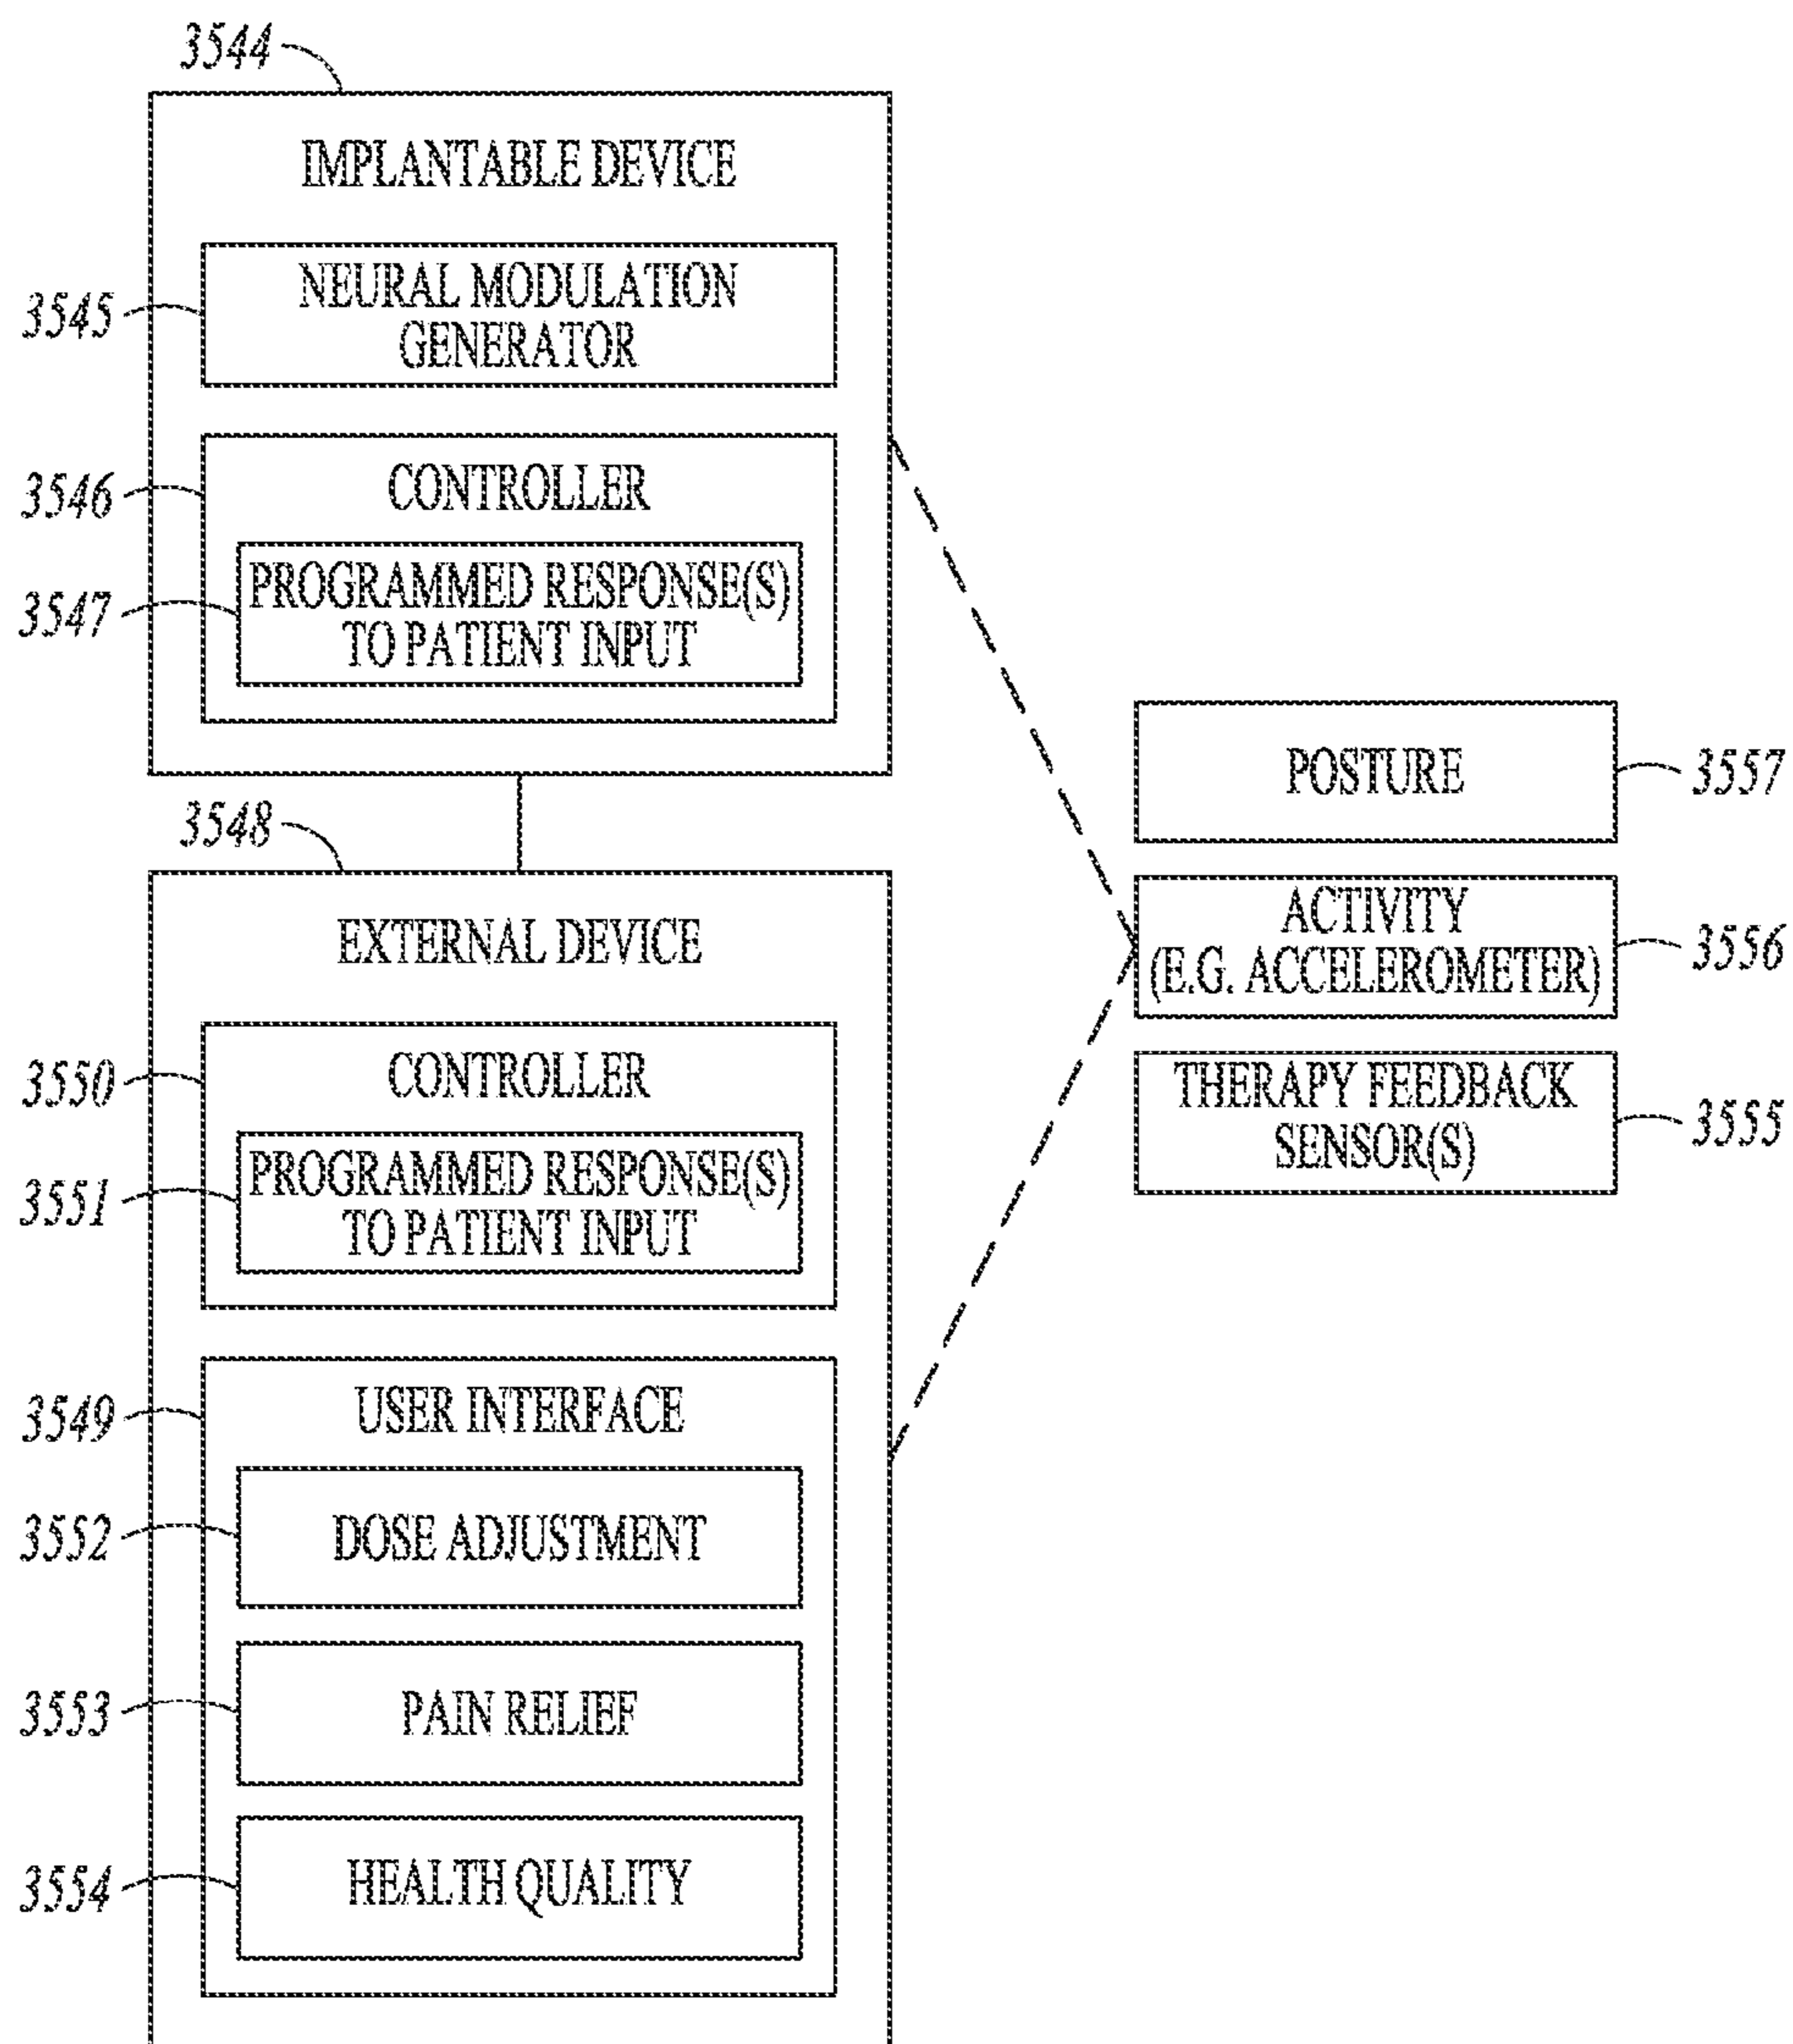 3544
IMPLANTABLE DEVICE
3545
NEURAL MODULATION
GENERATOR
3546
CONTROLLER
3547
PROGRAMMED RESPONSE(S)
TO PATIENT INPUT
3548
EXTERNAL DEVICE
3550
CONTROLLER
3551
PROGRAMMED RESPONSE(S)
TO PATIENT INPUT
3549
USER INTERFACE
3552
DOSE ADJUSTMENT
3553
PAIN RELIEF
3554
HEALTH QUALITY
POSTURE
3557
ACTIVITY
(E.G. ACCELEROMETER)
3556
THERAPY FEEDBACK
SENSOR(S)
3555